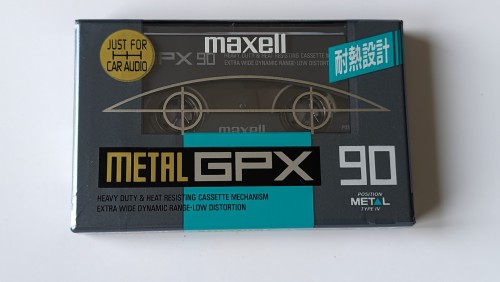 JUST FOR
CAR AUDIO
maxell
GPX 90
HEAVY DUTY & HEAT RESISTING CASSETTE M
EXTRA WIDE DYNAMIC RANGE-LOW DISTORTION
耐熱設計
maxell
METAL GPX 90
HEAVY DUTY & HEAT RESISTING CASSETTE MECHANISM
EXTRA WIDE DYNAMIC RANGE-LOW DISTORTION
POSITION
METAL
TYPE IV